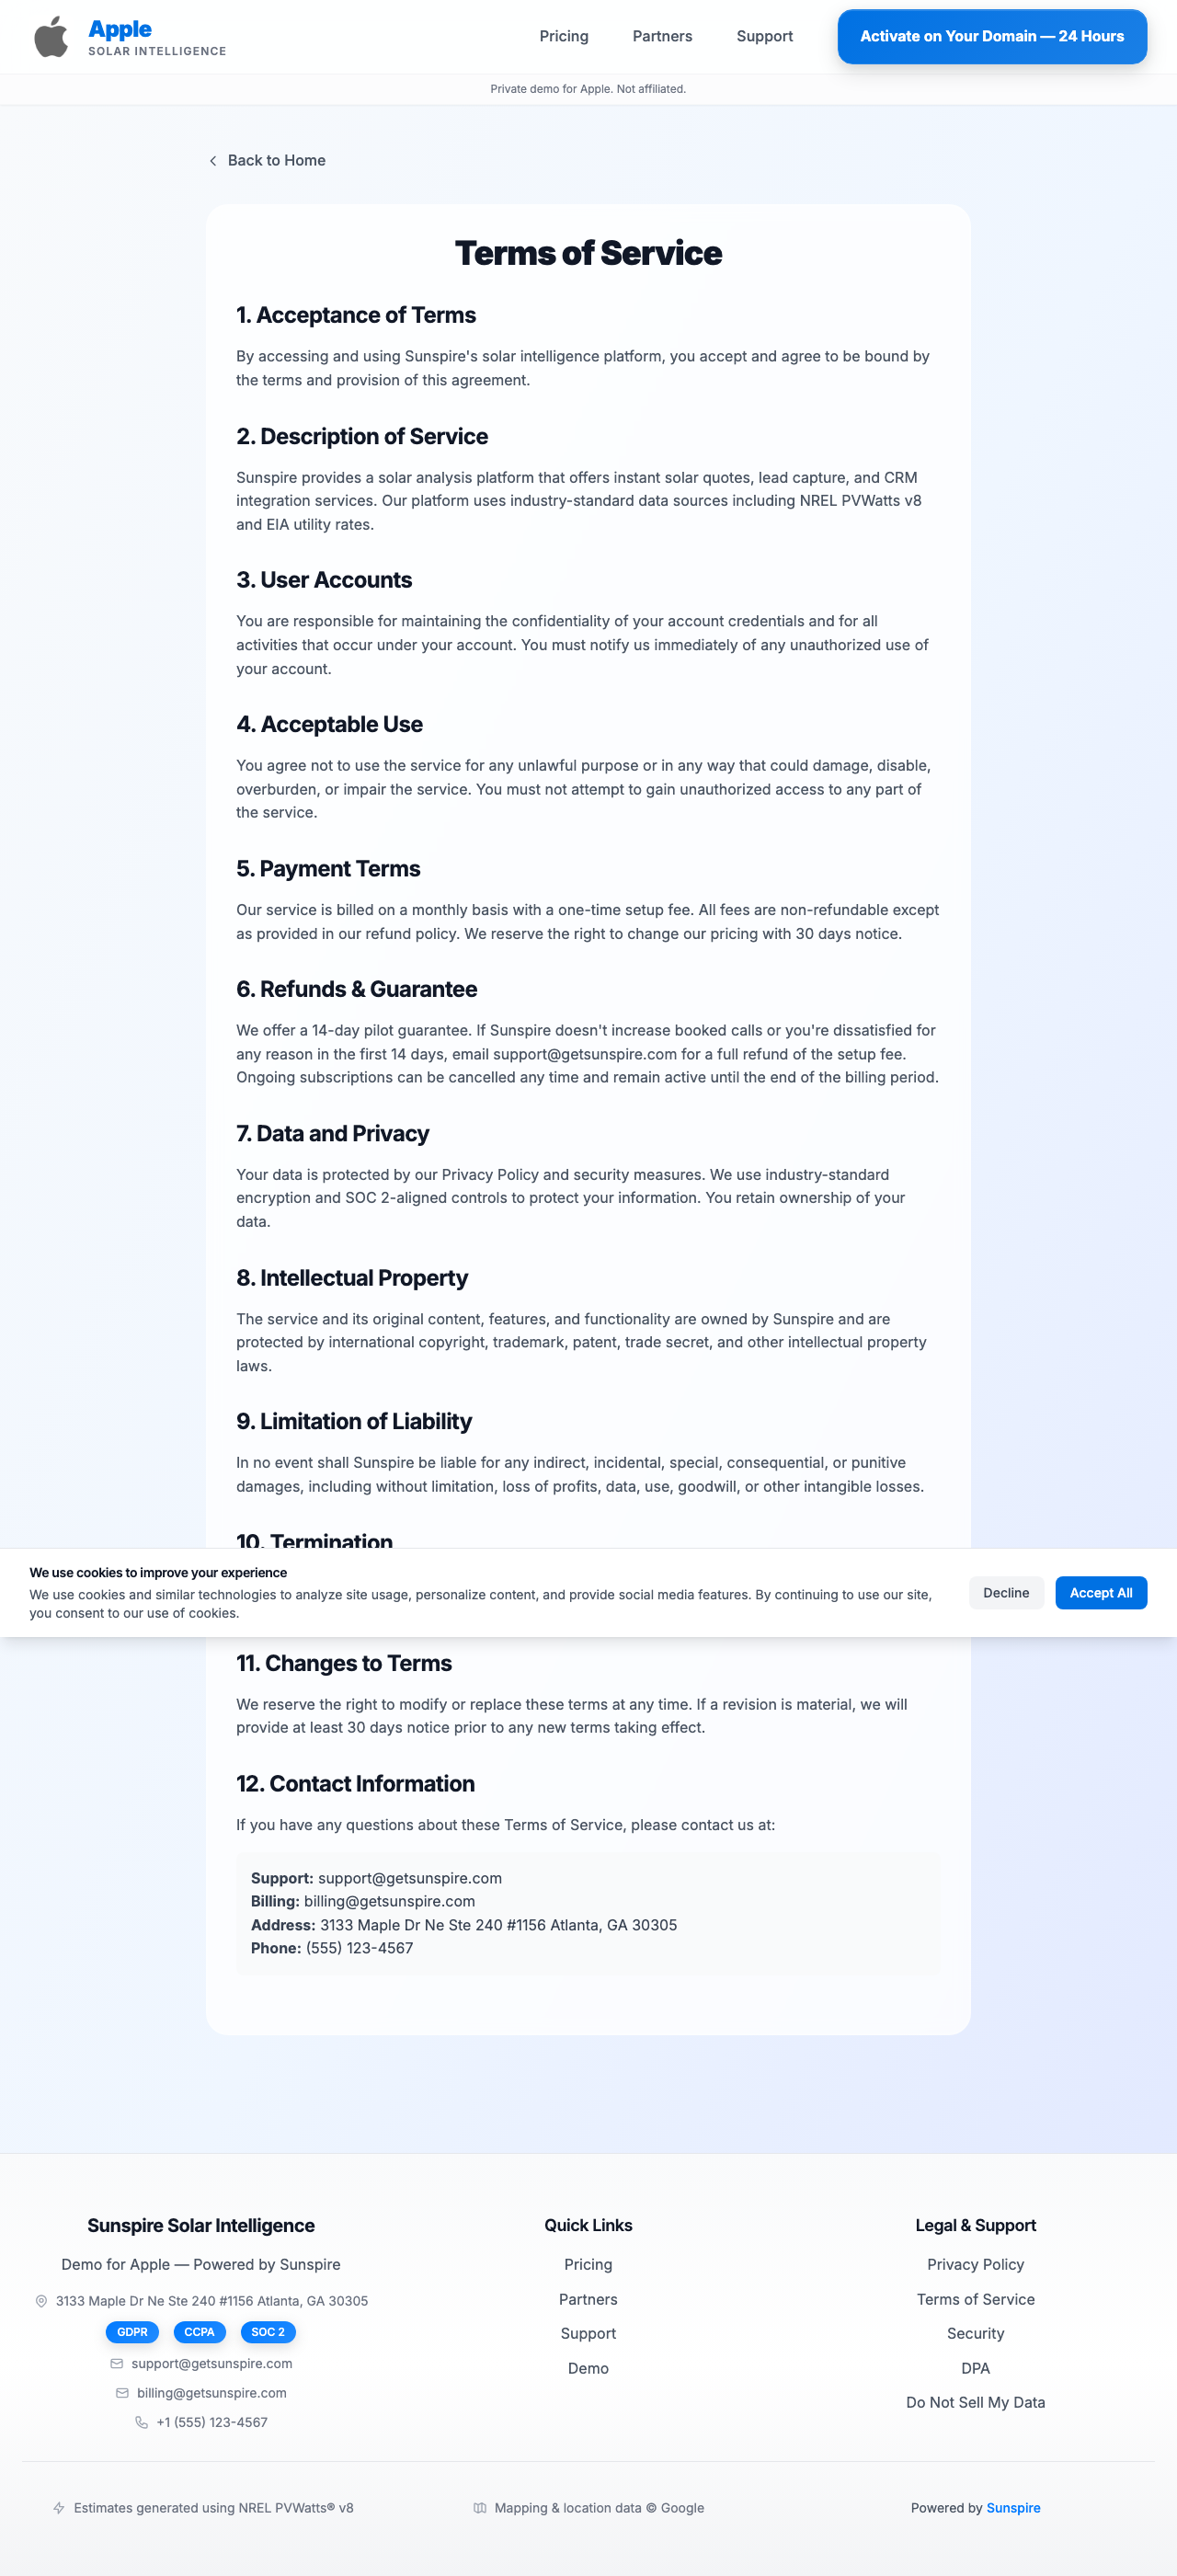 Apple
SOLAR INTELLIGENCE
Pricing
Partners
Support
Activate on Your Domain — 24 Hours
Private demo for Apple. Not affiliated.
Back to Home
Terms of Service
1. Acceptance of Terms
By accessing and using Sunspire's solar intelligence platform, you accept and agree to be bound by
the terms and provision of this agreement.
2. Description of Service
Sunspire provides a solar analysis platform that offers instant solar quotes, lead capture, and CRM
integration services. Our platform uses industry-standard data sources including NREL PVWatts v8
and EIA utility rates.
3. User Accounts
You are responsible for maintaining the confidentiality of your account credentials and for all
activities that occur under your account. You must notify us immediately of any unauthorized use of
your account.
4. Acceptable Use
You agree not to use the service for any unlawful purpose or in any way that could damage, disable,
overburden, or impair the service. You must not attempt to gain unauthorized access to any part of
the service.
5. Payment Terms
Our service is billed on a monthly basis with a one-time setup fee. All fees are non-refundable except
as provided in our refund policy. We reserve the right to change our pricing with 30 days notice.
6. Refunds & Guarantee
We offer a 14-day pilot guarantee. If Sunspire doesn't increase booked calls or you're dissatisfied for
any reason in the first 14 days, email support@getsunspire.com for a full refund of the setup fee.
Ongoing subscriptions can be cancelled any time and remain active until the end of the billing period.
7. Data and Privacy
Your data is protected by our Privacy Policy and security measures. We use industry-standard
encryption and SOC 2-aligned controls to protect your information. You retain ownership of your
data.
8. Intellectual Property
The service and its original content, features, and functionality are owned by Sunspire and are
protected by international copyright, trademark, patent, trade secret, and other intellectual property
laws.
9. Limitation of Liability
In no event shall Sunspire be liable for any indirect, incidental, special, consequential, or punitive
damages, including without limitation, loss of profits, data, use, goodwill, or other intangible losses.
10. Termination
We use cookies to improve your experience
We use cookies and similar technologies to analyze site usage, personalize content, and provide social media features. By continuing to use our site,
you consent to our use of cookies.
Decline
Accept All
11. Changes to Terms
We reserve the right to modify or replace these terms at any time. If a revision is material, we will
provide at least 30 days notice prior to any new terms taking effect.
12. Contact Information
If you have any questions about these Terms of Service, please contact us at:
Support: support@getsunspire.com
Billing: billing@getsunspire.com
Address: 3133 Maple Dr Ne Ste 240 #1156 Atlanta, GA 30305
Phone: (555) 123-4567
Sunspire Solar Intelligence
Demo for Apple — Powered by Sunspire
3133 Maple Dr Ne Ste 240 #1156 Atlanta, GA 30305
GDPR
CCPA
SOC 2
support@getsunspire.com
billing@getsunspire.com
+1 (555) 123-4567
Quick Links
Pricing
Partners
Support
Demo
Legal & Support
Privacy Policy
Terms of Service
Security
DPA
Do Not Sell My Data
Estimates generated using NREL PVWatts® v8
Mapping & location data © Google
Powered by Sunspire